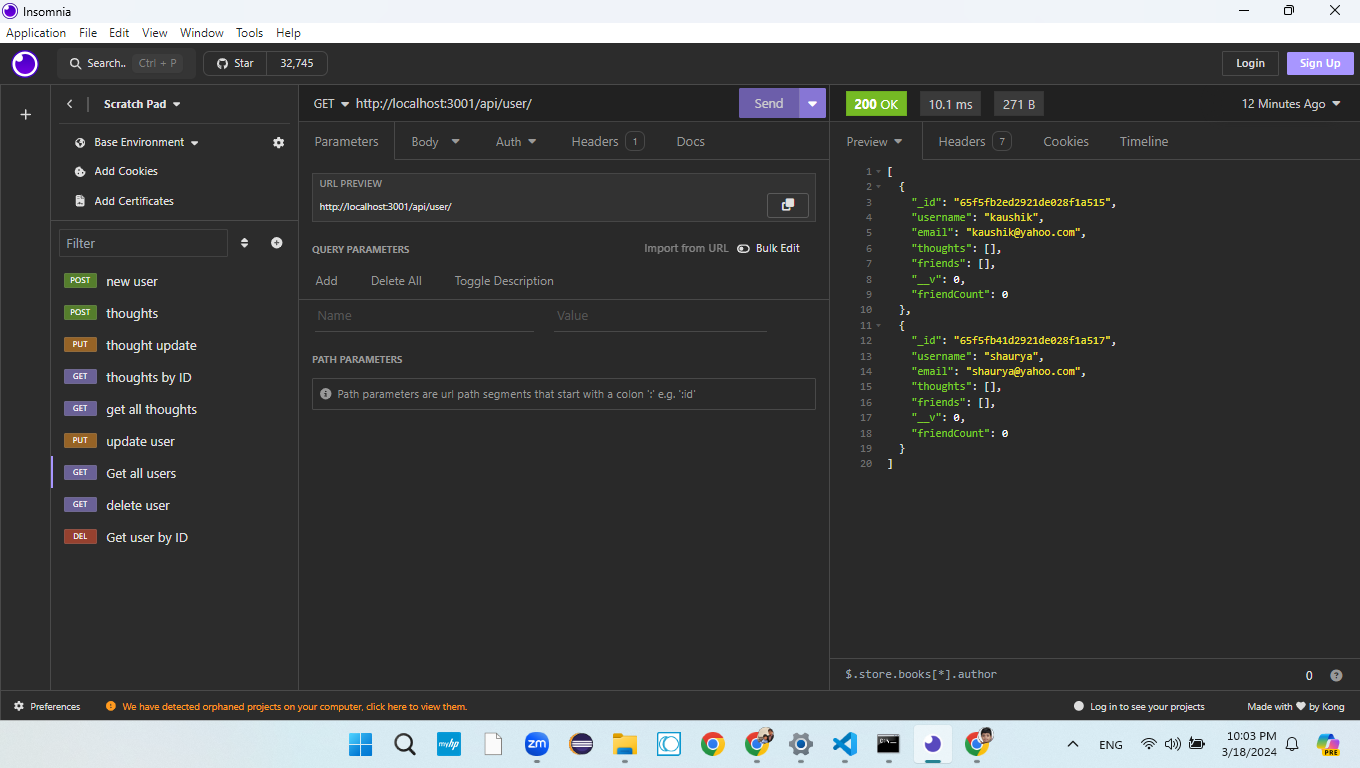 Insomnia
Application File Edit View Window Tools Help
Search.. Ctrl + P Star 32,745 Login Sign Up
Scratch Pad
Base Environment
Add Cookies
Add Certificates
Filter
POST new user
POST thoughts
PUT thought update
GET thoughts by ID
GET get all thoughts
PUT update user
GET Get all users
GET delete user
DEL Get user by ID
GET http://localhost:3001/api/user/ Send
Parameters Body Auth Headers 1 Docs
URL PREVIEW
http://localhost:3001/api/user/
QUERY PARAMETERS Import from URL Bulk Edit
Add Delete All Toggle Description
Name Value
PATH PARAMETERS
Path parameters are url path segments that start with a colon ':' e.g. ':id'
200 OK 10.1 ms 271 B 12 Minutes Ago
Preview Headers 7 Cookies Timeline
1 [
2 {
3 "_id": "65f5fb2ed2921de028f1a515",
4 "username": "kaushik",
5 "email": "kaushik@yahoo.com",
6 "thoughts": [],
7 "friends": [],
8 "__v": 0,
9 "friendCount": 0
10 },
11 {
12 "_id": "65f5fb41d2921de028f1a517",
13 "username": "shaurya",
14 "email": "shaurya@yahoo.com",
15 "thoughts": [],
16 "friends": [],
17 "__v": 0,
18 "friendCount": 0
19 }
20 ]
$.store.books[*].author 0
Preferences We have detected orphaned projects on your computer, click here to view them. Log in to see your projects Made with ❤ by Kong
myhp zm ENG 10:03 PM
3/18/2024 PRE